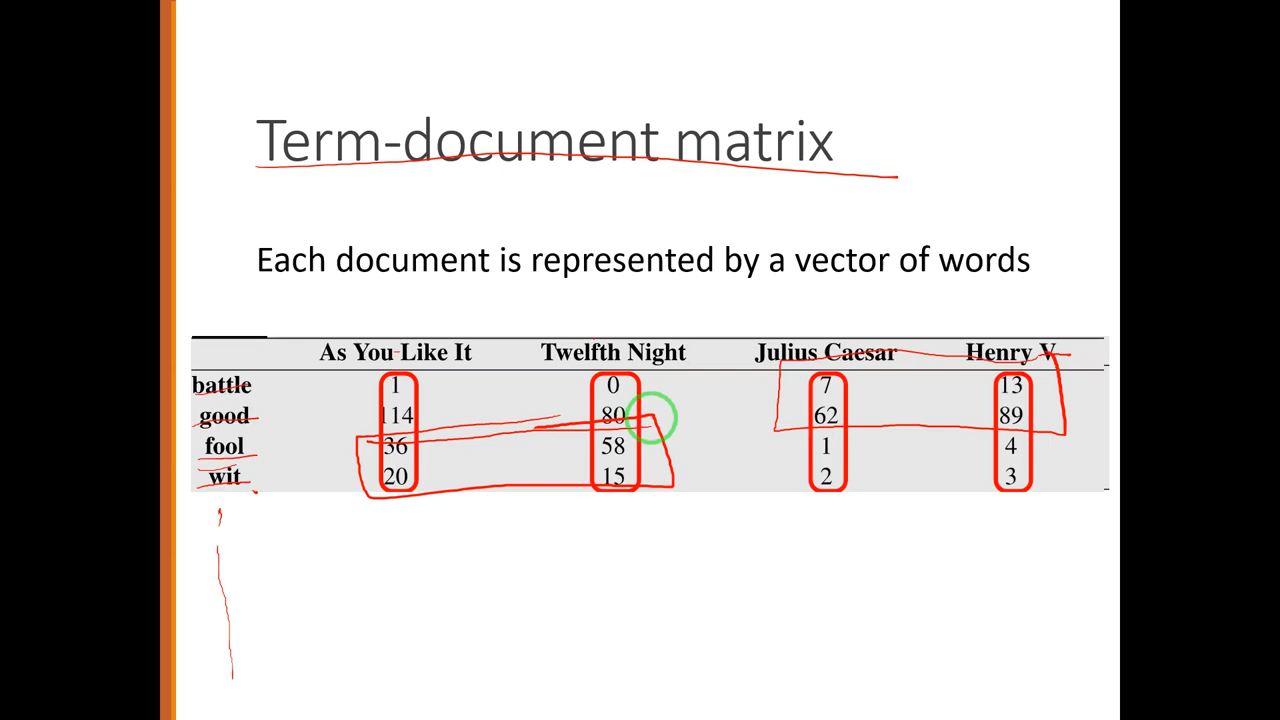 Term-document matrix
Each document is represented by a vector of words
As You Like It Twelfth Night Julius Caesar Henry V
battle 1 0 7 13
good 114 80 62 89
fool 36 58 1 4
wit 20 15 2 3